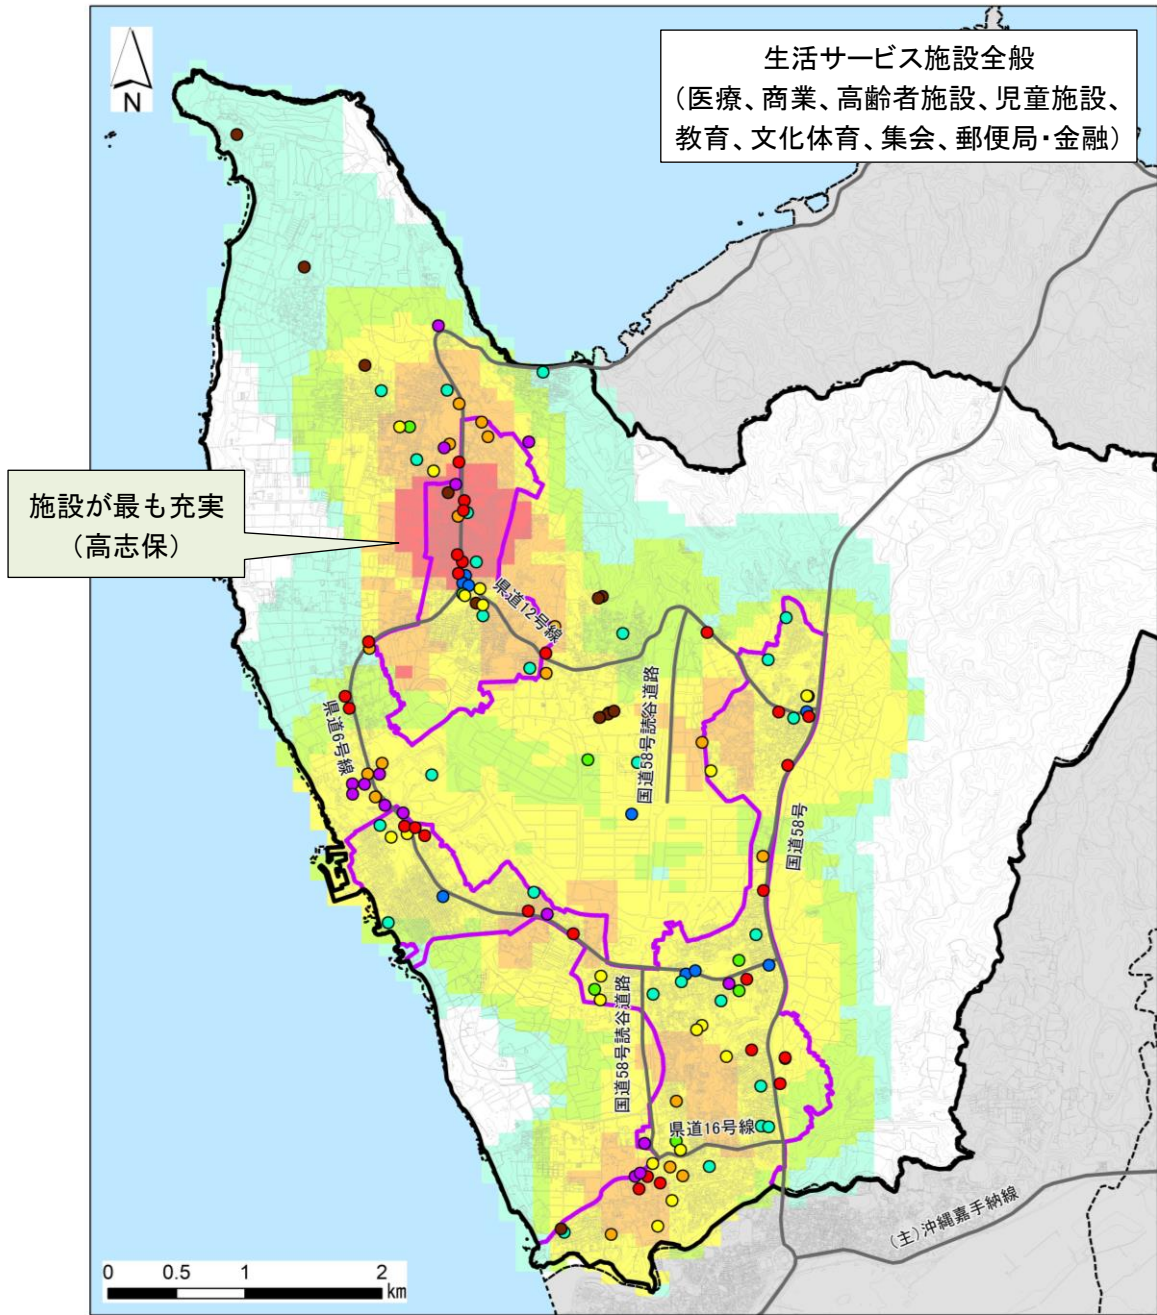 生活サービス施設全般
（医療、商業、高齢者施設、児童施設、
教育、文化体育、集会、郵便局・金融）
N
施設が最も充実
（高志保）
県道12号線
県道6号線
国道58号読谷道路
国道58号
国道58号読谷道路
県道16号線
(主)沖縄嘉手納線
0 0.5 1 2
km